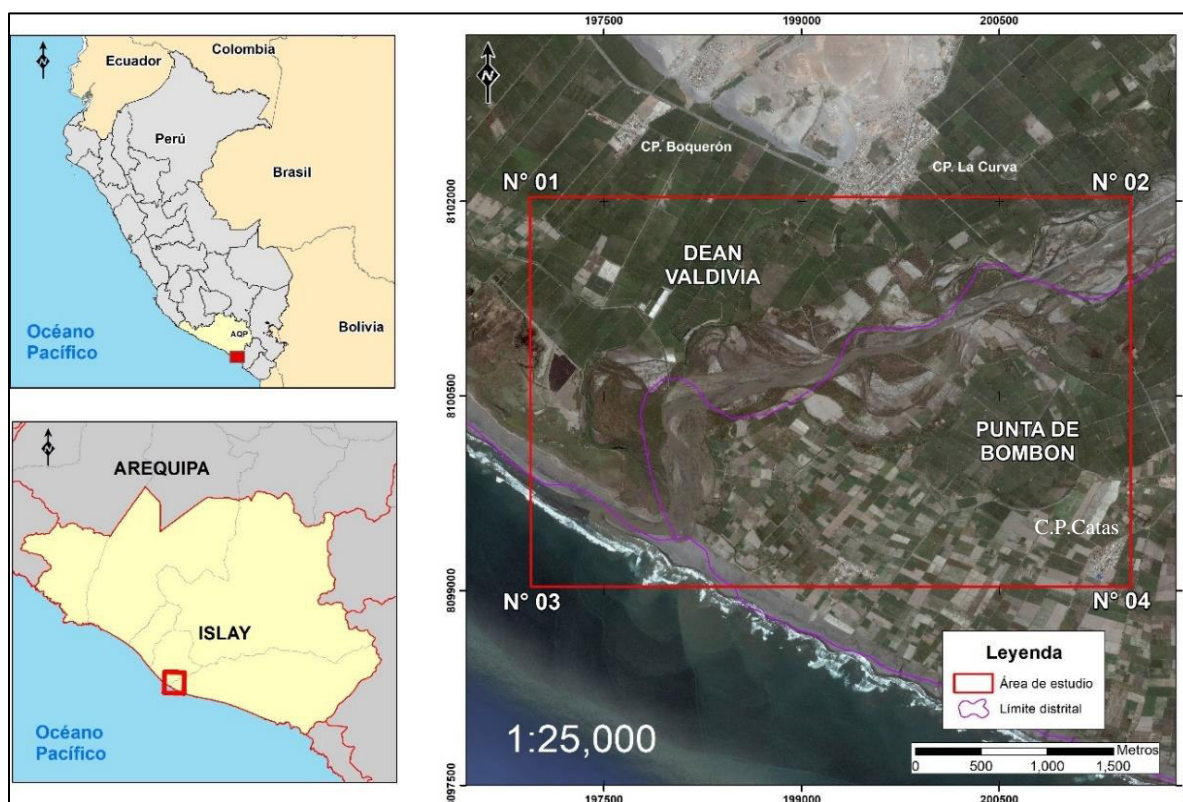 Colombia
Ecuador
Perú
Brasil
Océano
Pacífico
AQP
Bolivia
N
AREQUIPA
ISLAY
Océano
Pacífico
N
197500 199000 200500
N
CP. Boquerón
CP. La Curva
N° 01 N° 02
8102000
DEAN
VALDIVIA
8100500
PUNTA DE
BOMBON
C.P.Catas
8099000
N° 03 N° 04
Leyenda
Área de estudio
Límite distrital
1:25,000
Metros
0 500 1,000 1,500
8097500
197500 199000 200500